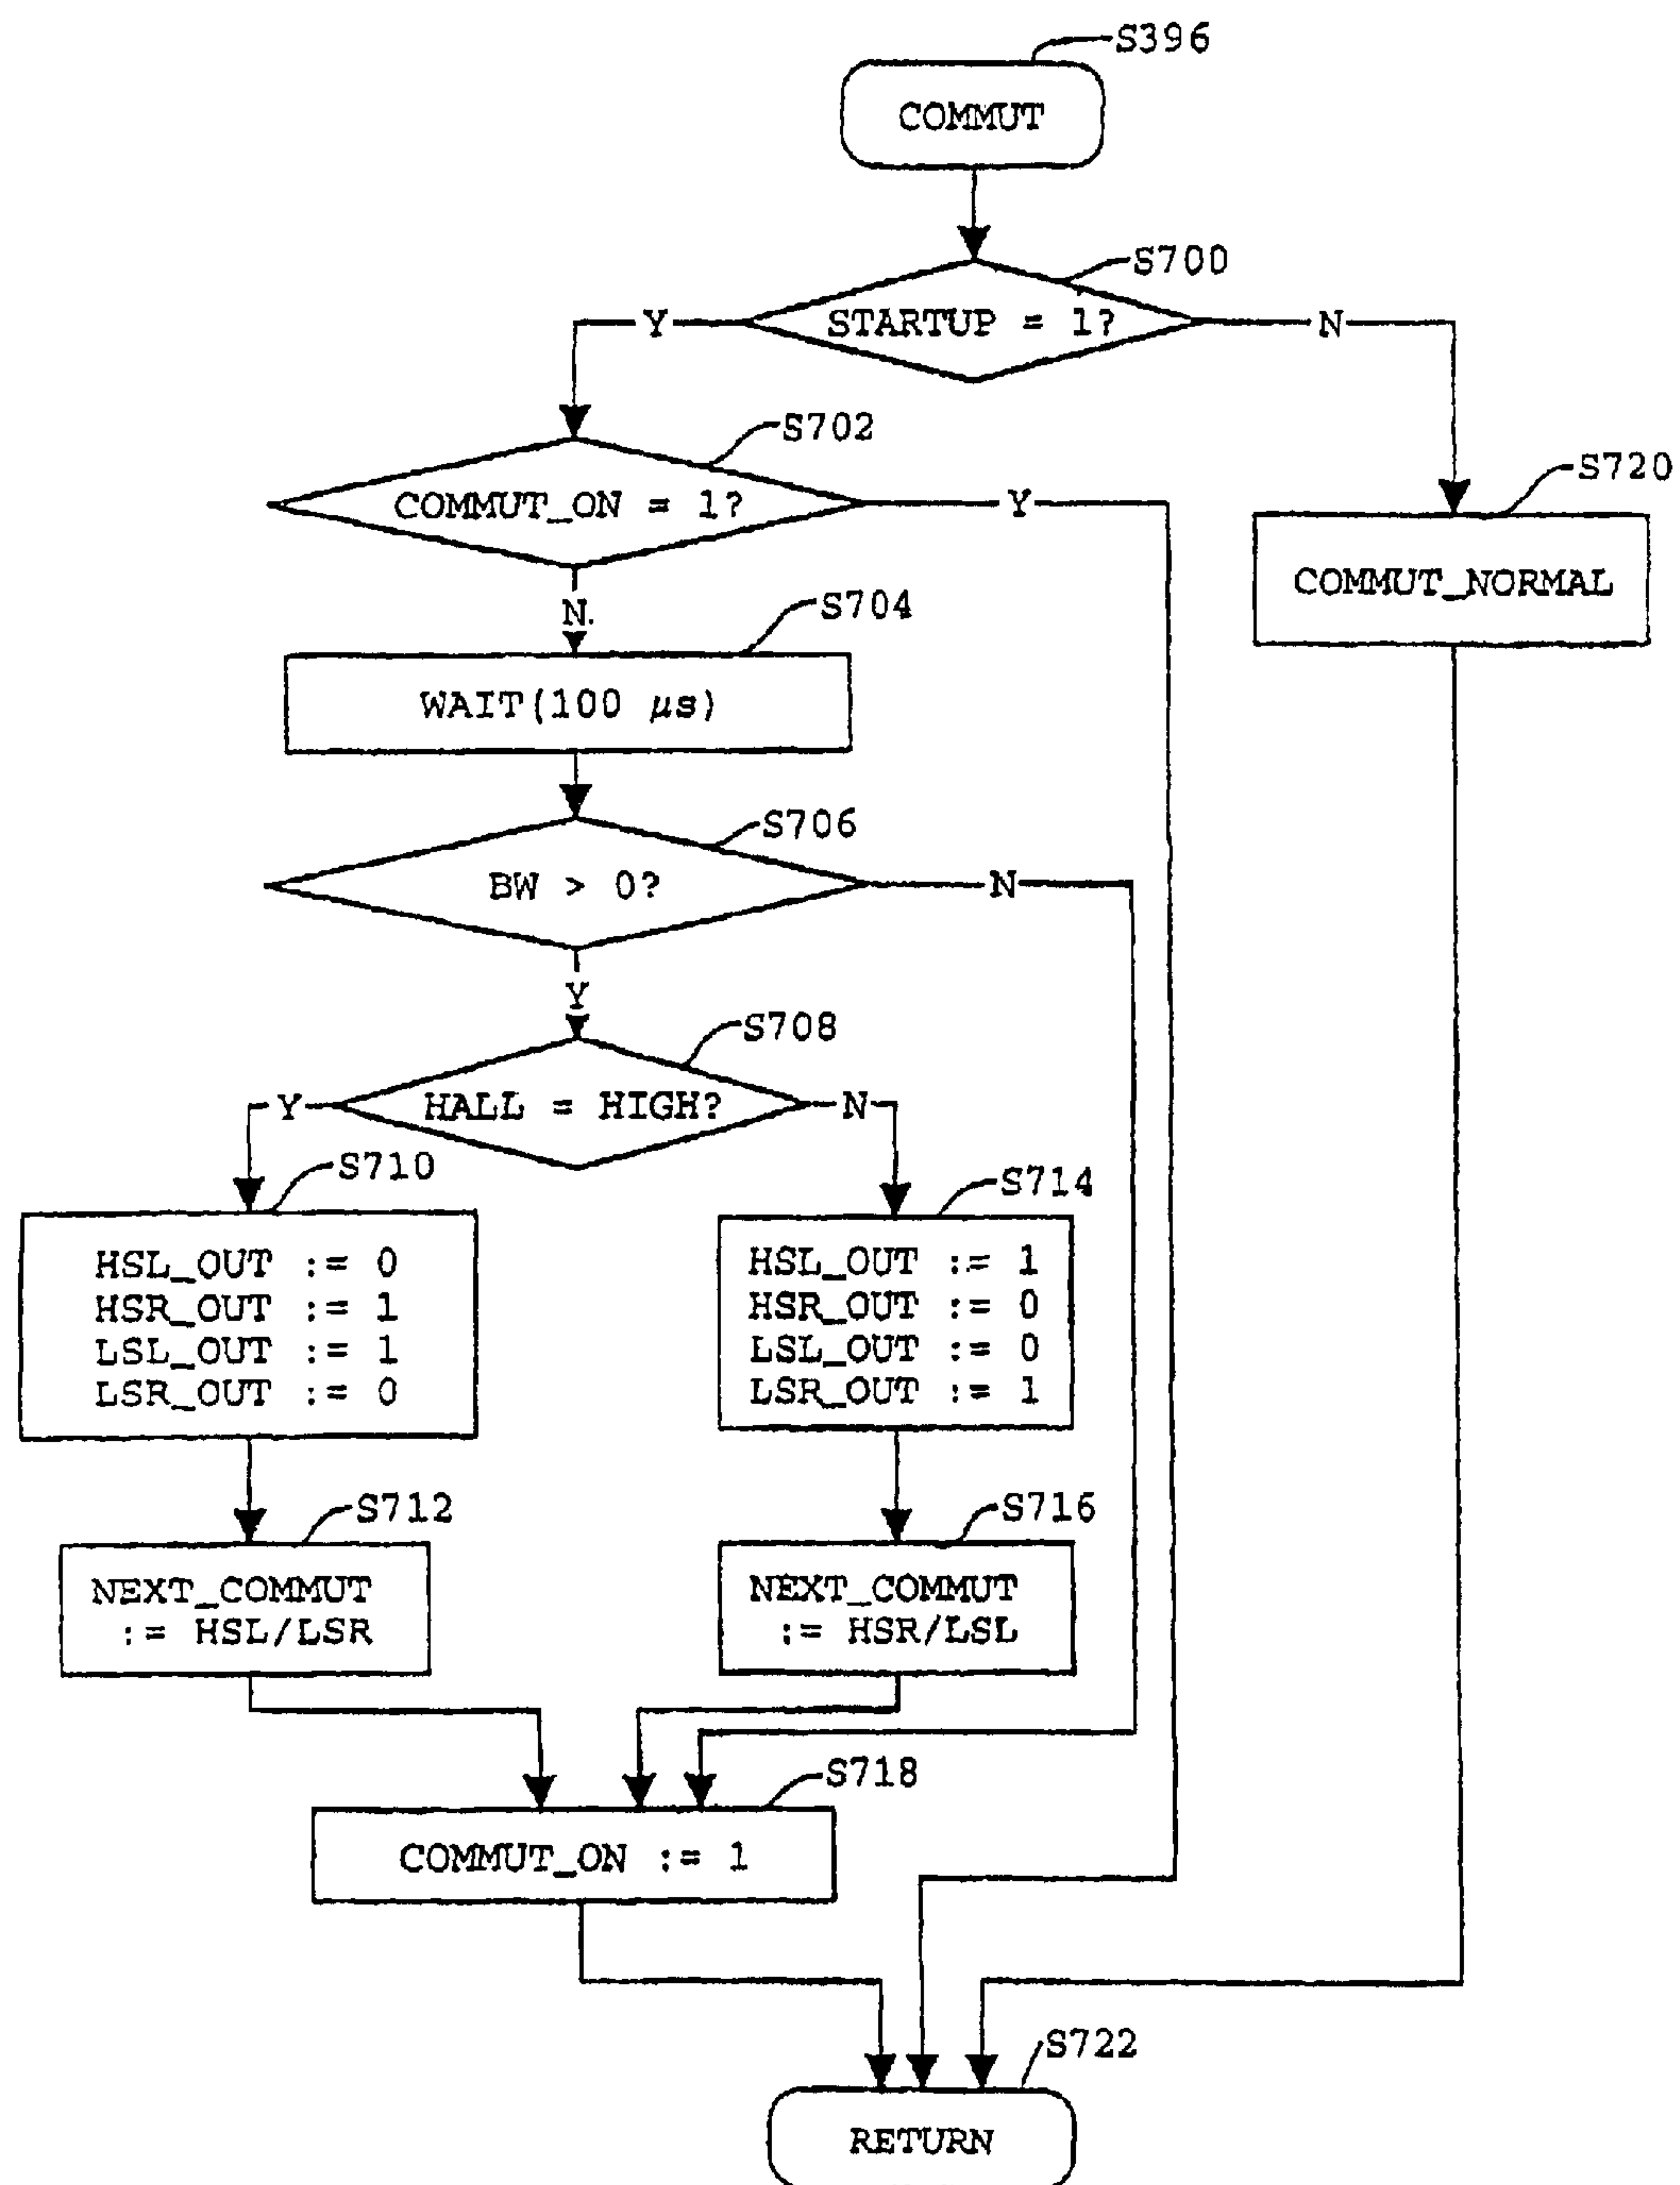 S396
COMMUT
S700
STARTUP = 1?
Y
N
S702
COMMUT_ON = 1?
Y
S720
COMMUT_NORMAL
N.
S704
WAIT(100 µs)
S706
BW > 0?
N
Y
S708
HALL = HIGH?
Y
N
S710
HSL_OUT := 0
HSR_OUT := 1
LSL_OUT := 1
LSR_OUT := 0
S714
HSL_OUT := 1
HSR_OUT := 0
LSL_OUT := 0
LSR_OUT := 1
S712
NEXT_COMMUT
:= HSL/LSR
S716
NEXT_COMMUT
:= HSR/LSL
S718
COMMUT_ON := 1
S722
RETURN